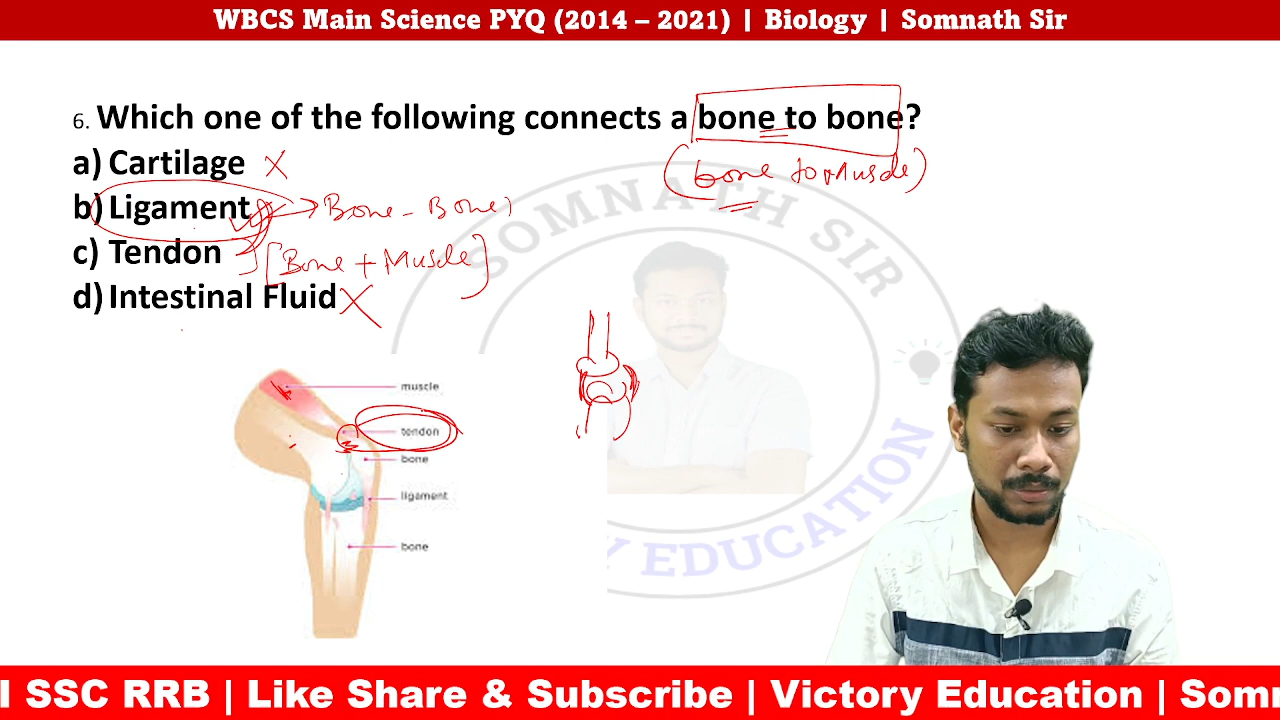 WBCS Main Science PYQ (2014 – 2021) | Biology | Somnath Sir
6. Which one of the following connects a bone to bone?
(bone to Muscle)
a) Cartilage X
b) Ligament → Bone - Bone
c) Tendon [Bone + Muscle]
d) Intestinal Fluid X
SOMNATH SIR
muscle
tendon
bone
ligament
bone
Y EDUCATION
I SSC RRB | Like Share & Subscribe | Victory Education | Somn